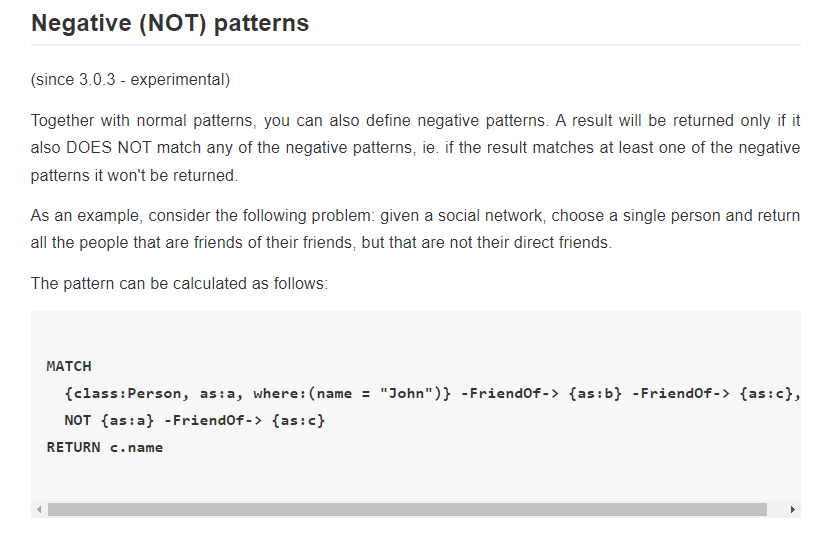 Negative (NOT) patterns
(since 3.0.3 - experimental)
Together with normal patterns, you can also define negative patterns. A result will be returned only if it
also DOES NOT match any of the negative patterns, ie. if the result matches at least one of the negative
patterns it won't be returned.
As an example, consider the following problem: given a social network, choose a single person and return
all the people that are friends of their friends, but that are not their direct friends.
The pattern can be calculated as follows:
MATCH
{class:Person, as:a, where:(name = "John")} -FriendOf-> {as:b} -FriendOf-> {as:c},
NOT {as:a} -FriendOf-> {as:c}
RETURN c.name